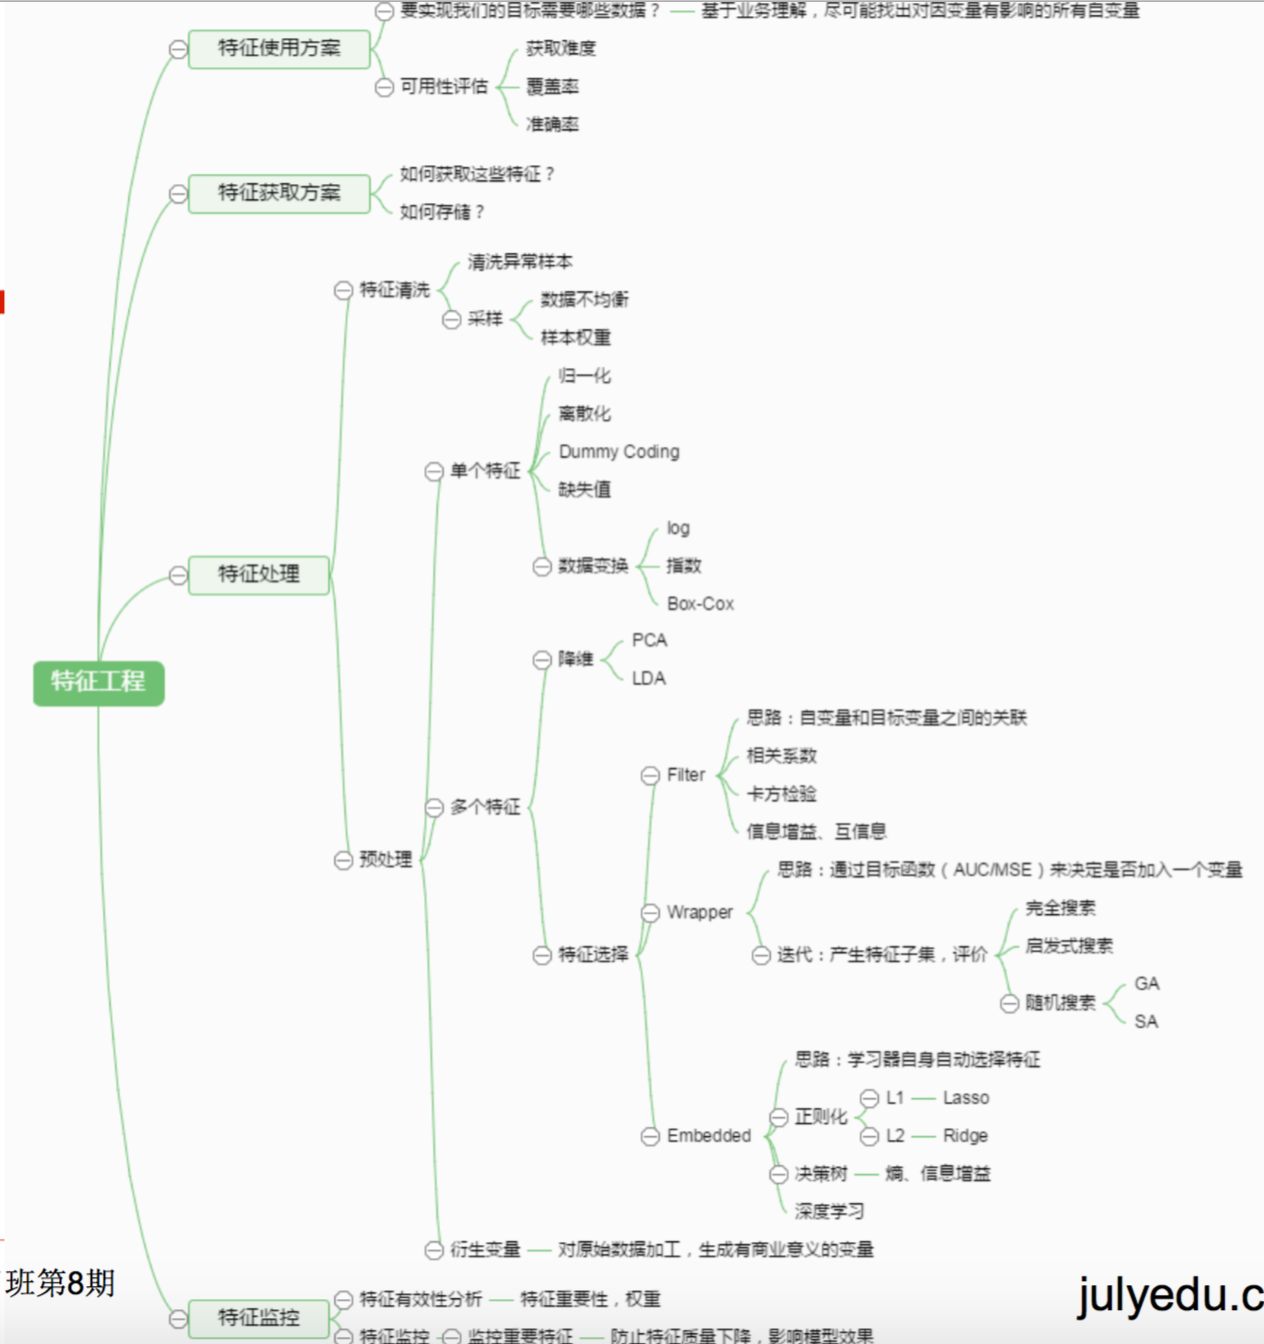 要实现我们的目标需要哪些数据？ 基于业务理解，尽可能找出对因变量有影响的所有自变量
特征使用方案
获取难度
可用性评估
覆盖率
准确率
如何获取这些特征？
特征获取方案
如何存储？
清洗异常样本
特征清洗
数据不均衡
采样
样本权重
归一化
离散化
Dummy Coding
单个特征
缺失值
log
数据变换
指数
特征处理
Box-Cox
PCA
降维
LDA
特征工程
思路：自变量和目标变量之间的关联
相关系数
Filter
卡方检验
多个特征
信息增益、互信息
预处理
思路：通过目标函数（AUC/MSE）来决定是否加入一个变量
Wrapper
完全搜索
启发式搜索
特征选择
迭代：产生特征子集，评价
GA
随机搜索
SA
思路：学习器自身自动选择特征
L1 Lasso
正则化
L2 Ridge
Embedded
决策树 熵、信息增益
深度学习
衍生变量 对原始数据加工，生成有商业意义的变量
班第8期
julyedu.c
特征有效性分析 特征重要性，权重
特征监控
特征监控 监控重要特征 防止特征质量下降，影响模型效果